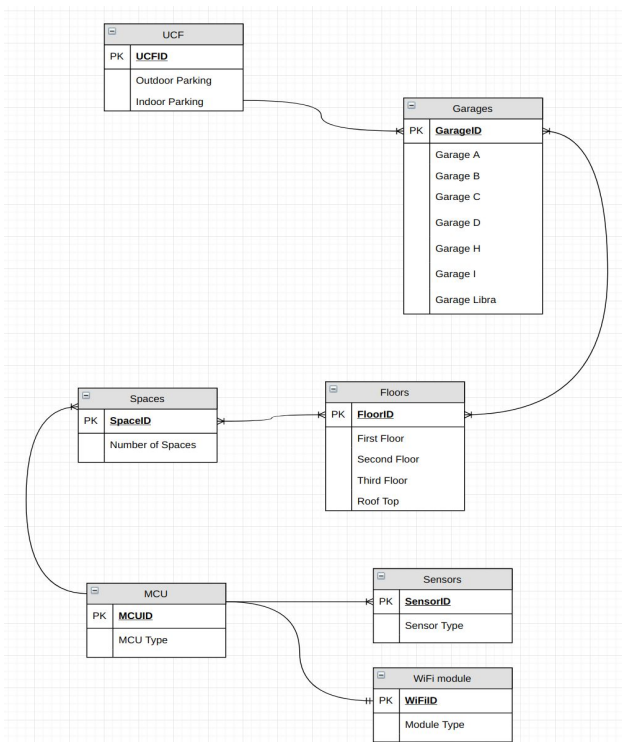 UCF
PK UCFID
Outdoor Parking
Indoor Parking
Garages
PK GarageID
Garage A
Garage B
Garage C
Garage D
Garage H
Garage I
Garage Libra
Spaces
PK SpaceID
Number of Spaces
Floors
PK FloorID
First Floor
Second Floor
Third Floor
Roof Top
MCU
PK MCUID
MCU Type
Sensors
PK SensorID
Sensor Type
WiFi module
PK WiFiID
Module Type